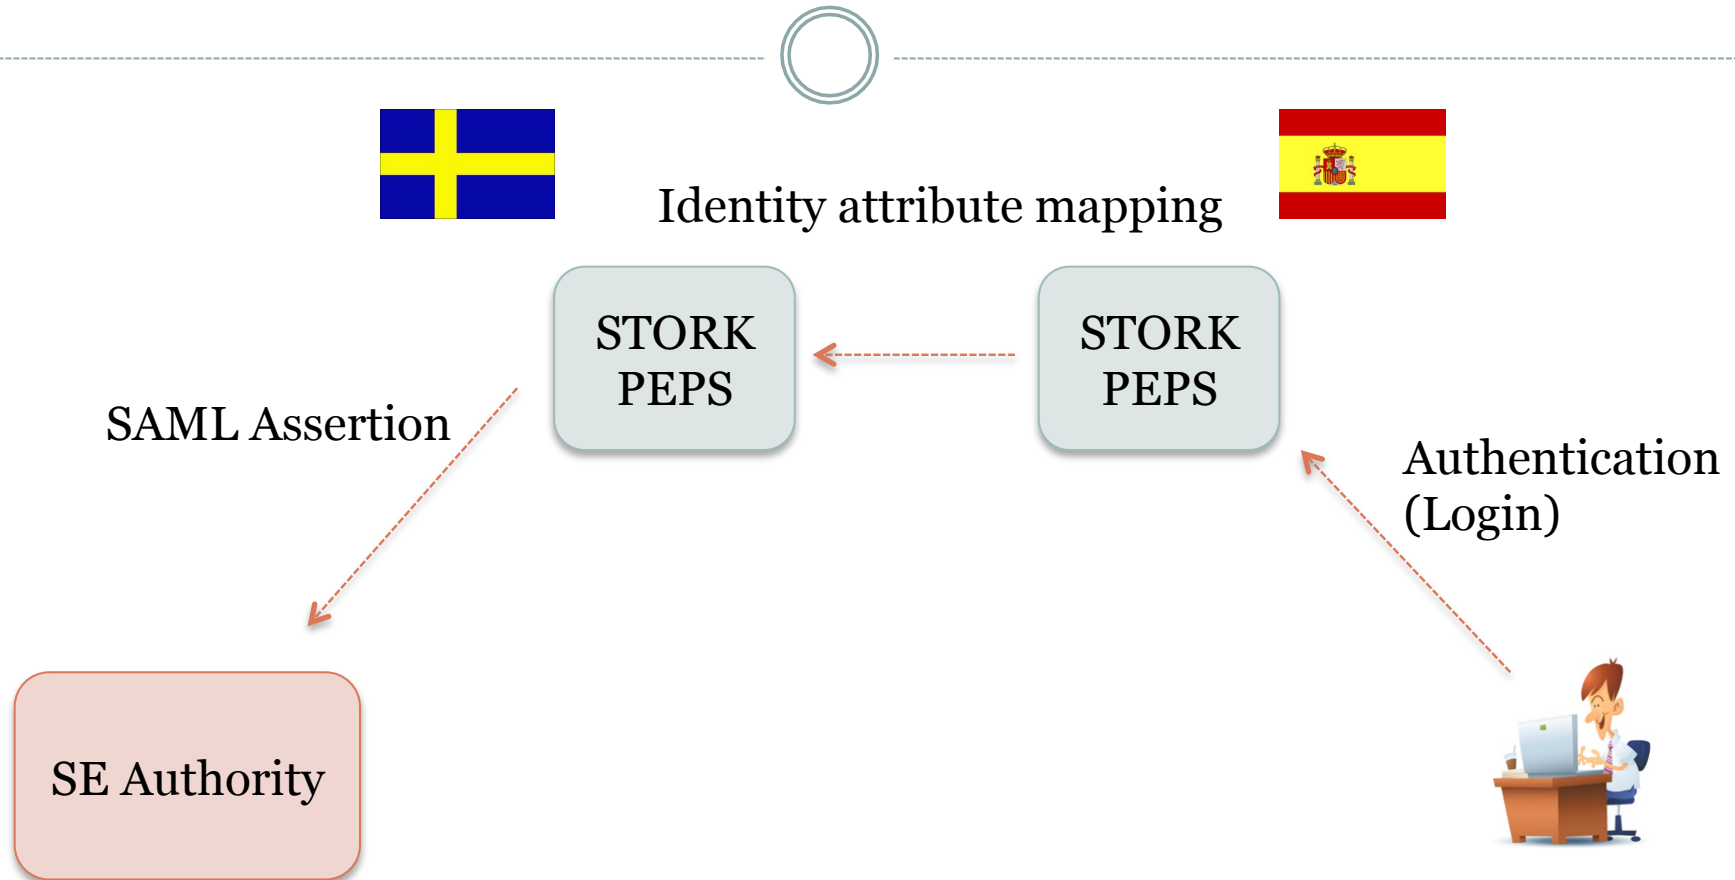 Identity attribute mapping
STORK
PEPS
STORK
PEPS
SAML Assertion
Authentication
(Login)
SE Authority